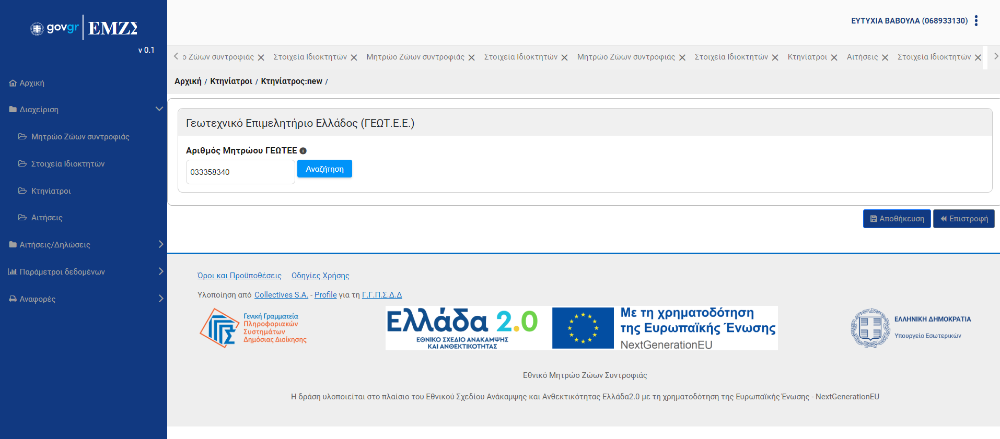 govgr ΕΜΖΣ
v 0.1
Αρχική
Διαχείριση
Μητρώο Ζώων συντροφιάς
Στοιχεία Ιδιοκτητών
Κτηνίατροι
Αιτήσεις
Αιτήσεις/Δηλώσεις
Παράμετροι δεδομένων
Αναφορές
ΕΥΤΥΧΙΑ ΒΑΒΟΥΛΑ (068933130)
ο Ζώων συντροφιάς Στοιχεία Ιδιοκτητών Μητρώο Ζώων συντροφιάς Στοιχεία Ιδιοκτητών Μητρώο Ζώων συντροφιάς Στοιχεία Ιδιοκτητών Κτηνίατροι Αιτήσεις Στοιχεία Ιδιοκτητών
Αρχική / Κτηνίατροι / Κτηνίατρος:new /
Γεωτεχνικό Επιμελητήριο Ελλάδος (ΓΕΩΤ.Ε.Ε.)
Αριθμός Μητρώου ΓΕΩΤΕΕ
033358340 Αναζήτηση
Αποθήκευση Επιστροφή
Όροι και Προϋποθέσεις Οδηγίες Χρήσης
Υλοποίηση από Collectives S.A. - Profile για τη Γ.Γ.Π.Σ.Δ.Δ
Γενική Γραμματεία
Πληροφοριακών
Συστημάτων
Δημόσιας Διοίκησης
Ελλάδα 2.0
ΕΘΝΙΚΟ ΣΧΕΔΙΟ ΑΝΑΚΑΜΨΗΣ
ΚΑΙ ΑΝΘΕΚΤΙΚΟΤΗΤΑΣ
Με τη χρηματοδότηση
της Ευρωπαϊκής Ένωσης
NextGenerationEU
ΕΛΛΗΝΙΚΗ ΔΗΜΟΚΡΑΤΙΑ
Υπουργείο Εσωτερικών
Εθνικό Μητρώο Ζώων Συντροφιάς
Η δράση υλοποιείται στο πλαίσιο του Εθνικού Σχεδίου Ανάκαμψης και Ανθεκτικότητας Ελλάδα2.0 με τη χρηματοδότηση της Ευρωπαϊκής Ένωσης - NextGenerationEU